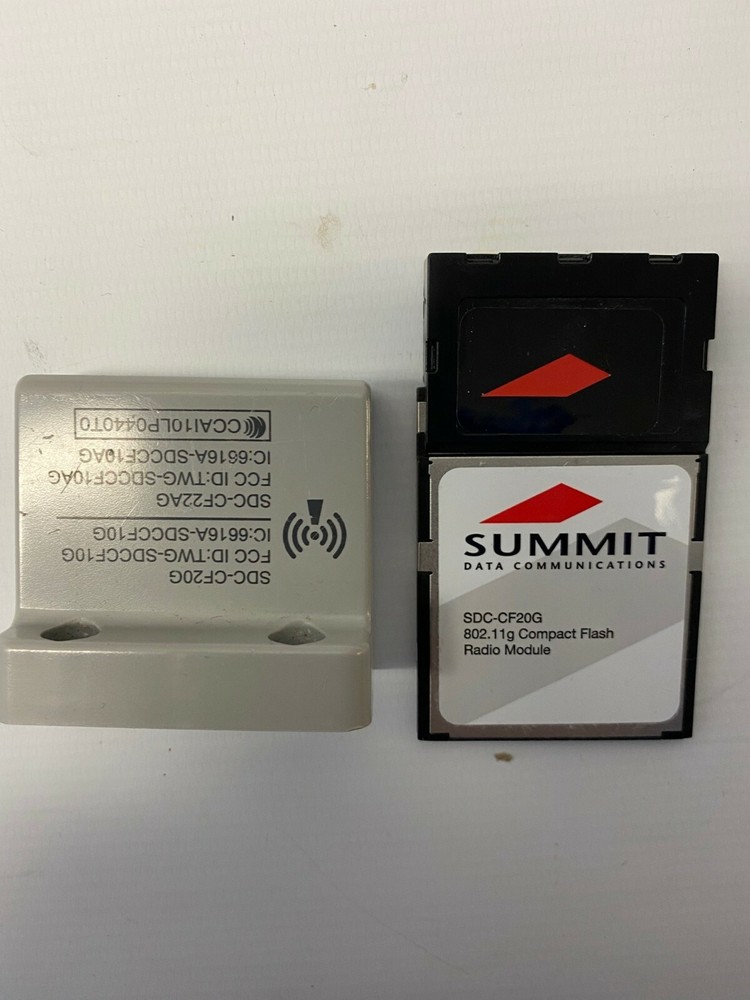 SDC-CF20G
FCC ID:TWG-SDCCF10G
IC:6616A-SDCCF10G
SDC-CF22AG
FCC ID:TWG-SDCCF10AG
IC:6616A-SDCCF10AG
CCAI10LP0440T0
SUMMIT
DATA COMMUNICATIONS
SDC-CF20G
802.11g Compact Flash
Radio Module